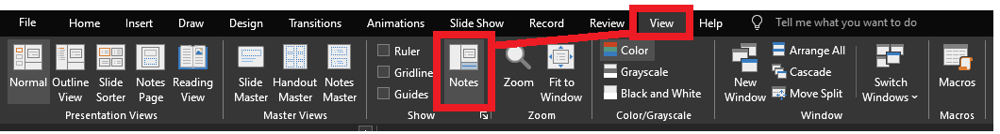 File Home Insert Draw Design Transitions Animations Slide Show Record Review View Help Tell me what you want to do
Normal Outline View Slide Sorter Notes Page Reading View
Presentation Views
Slide Master Handout Master Notes Master
Master Views
Ruler
Gridline
Guides
Notes
Show
Zoom Fit to Window
Zoom
Color
Grayscale
Black and White
Color/Grayscale
New Window
Arrange All
Cascade
Move Split
Switch Windows
Window
Macros
Macros